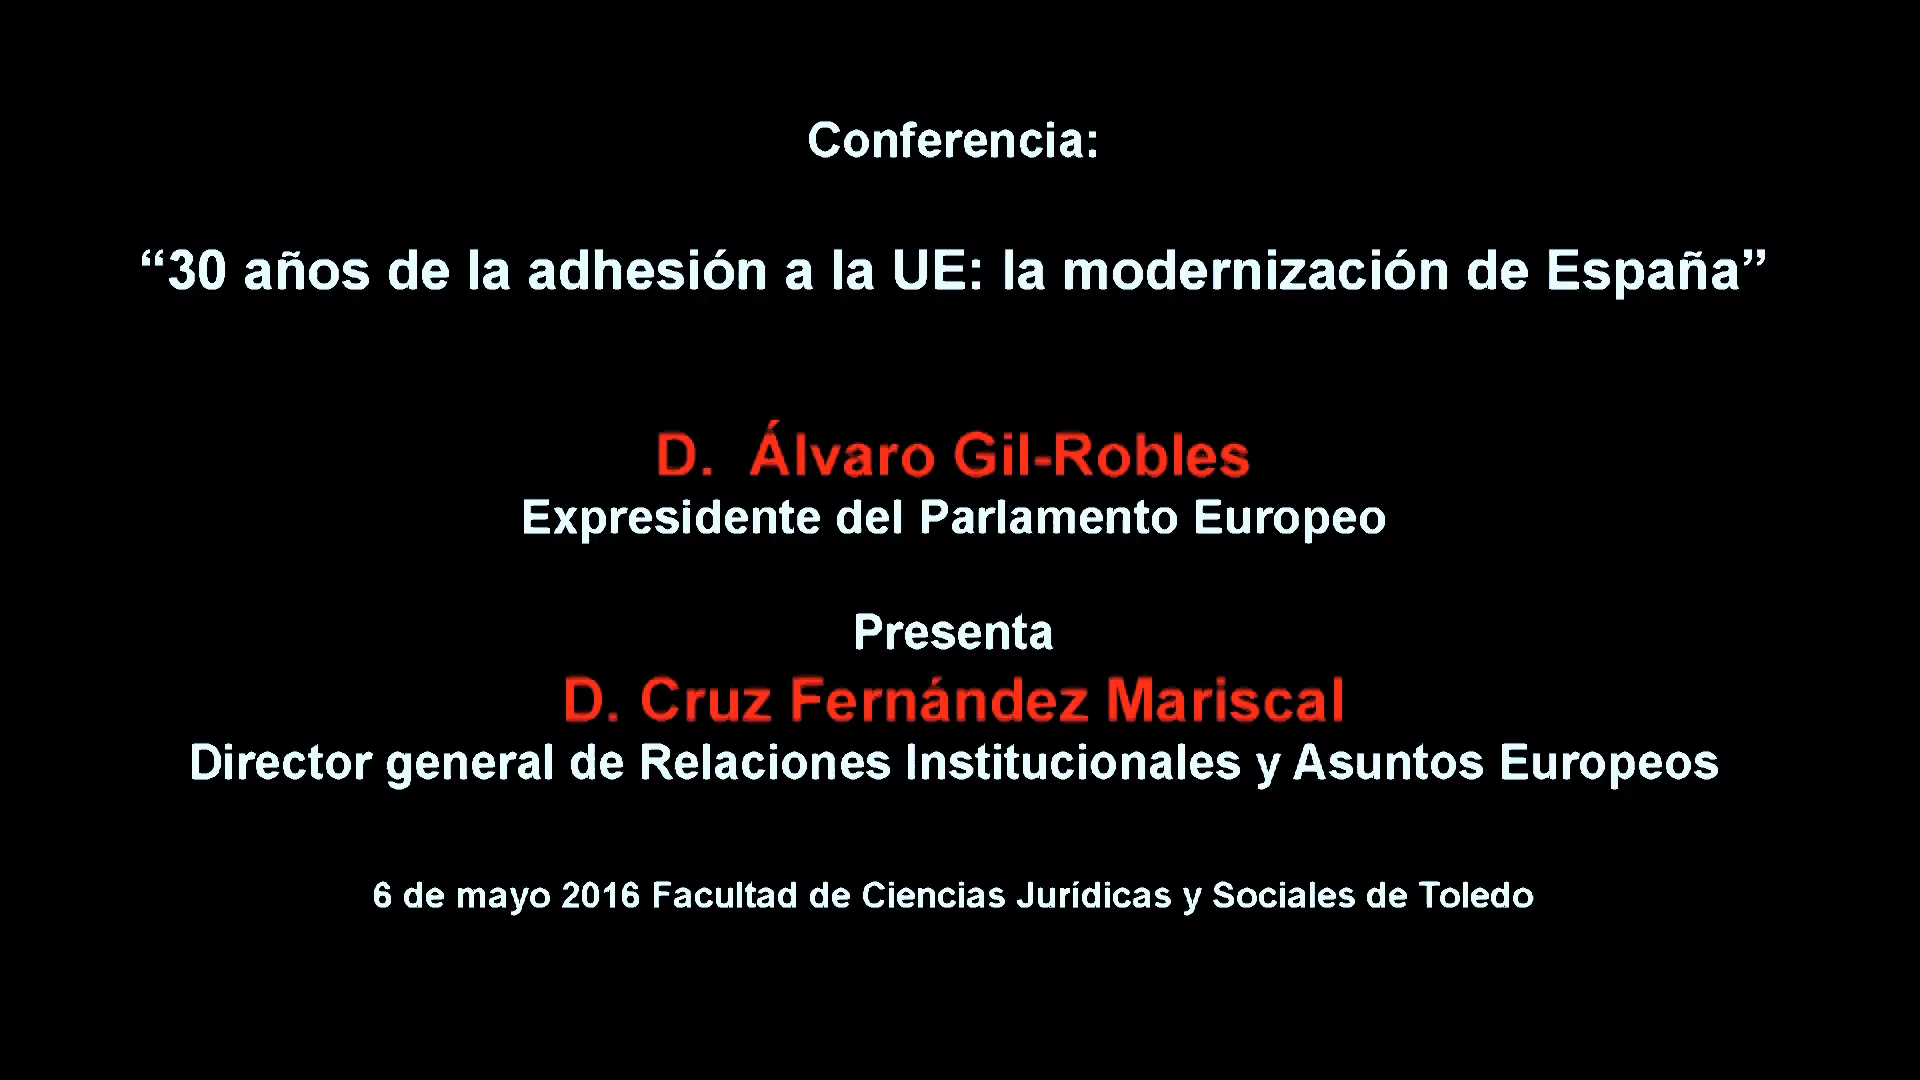 Conferencia:
“30 años de la adhesión a la UE: la modernización de España”
D. Álvaro Gil-Robles
Expresidente del Parlamento Europeo
Presenta
D. Cruz Fernández Mariscal
Director general de Relaciones Institucionales y Asuntos Europeos
6 de mayo 2016 Facultad de Ciencias Jurídicas y Sociales de Toledo